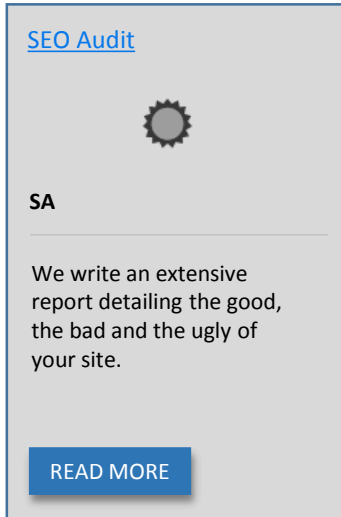 SEO Audit
SA
We write an extensive
report detailing the good,
the bad and the ugly of
your site.
READ MORE